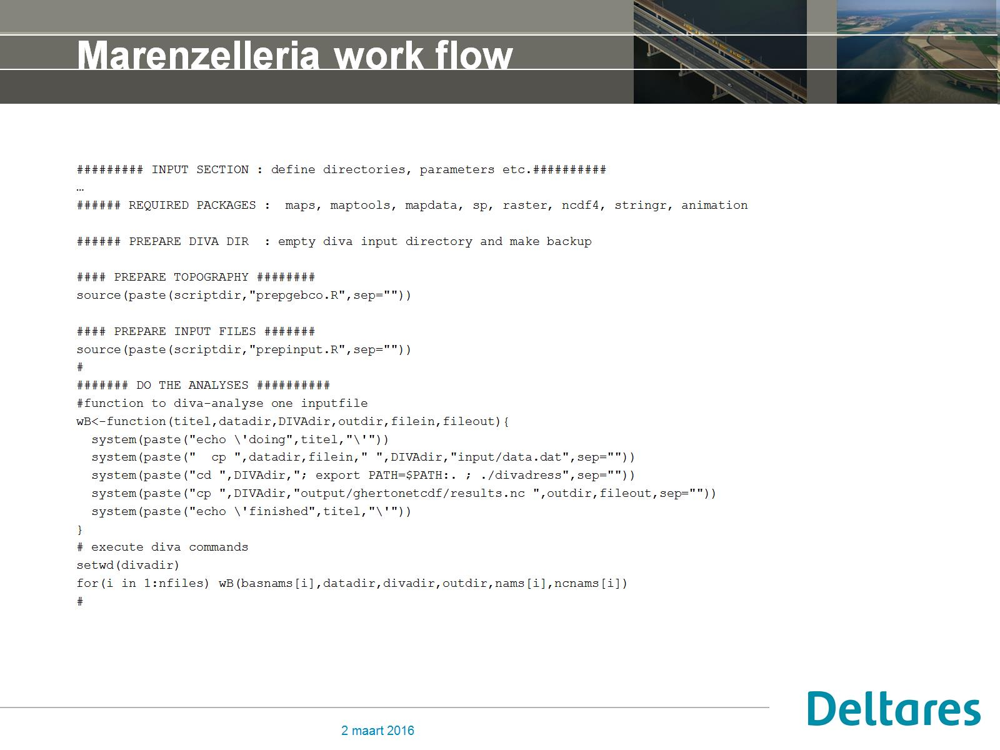 Marenzelleria work flow
######### INPUT SECTION : define directories, parameters etc.##########
…
###### REQUIRED PACKAGES :  maps, maptools, mapdata, sp, raster, ncdf4, stringr, animation
###### PREPARE DIVA DIR  : empty diva input directory and make backup
#### PREPARE TOPOGRAPHY ########
source(paste(scriptdir,"prepgebco.R",sep=""))
#### PREPARE INPUT FILES #######
source(paste(scriptdir,"prepinput.R",sep=""))
#
####### DO THE ANALYSES ##########
#function to diva-analyse one inputfile
wB<-function(titel,datadir,DIVAdir,outdir,filein,fileout){
  system(paste("echo \'doing",titel,"\'"))
  system(paste("  cp ",datadir,filein," ",DIVAdir,"input/data.dat",sep=""))
  system(paste("cd ",DIVAdir,"; export PATH=$PATH:. ; ./divadress",sep=""))
  system(paste("cp ",DIVAdir,"output/ghertonetcdf/results.nc ",outdir,fileout,sep=""))
  system(paste("echo \'finished",titel,"\'"))
}
# execute diva commands
setwd(divadir)
for(i in 1:nfiles) wB(basnams[i],datadir,divadir,outdir,nams[i],ncnams[i])
#
2 maart 2016
Deltares